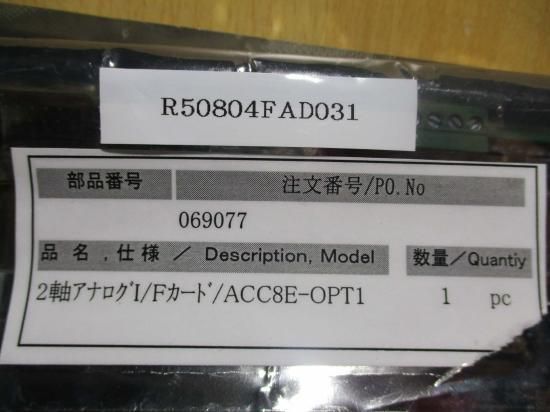 R50804FAD031
部品番号 注文番号/PO.No
069077
品 名 ,仕様 / Description, Model 数量/Quantiy
2軸アナログI/Fカード/ACC8E-OPT1 1 pc